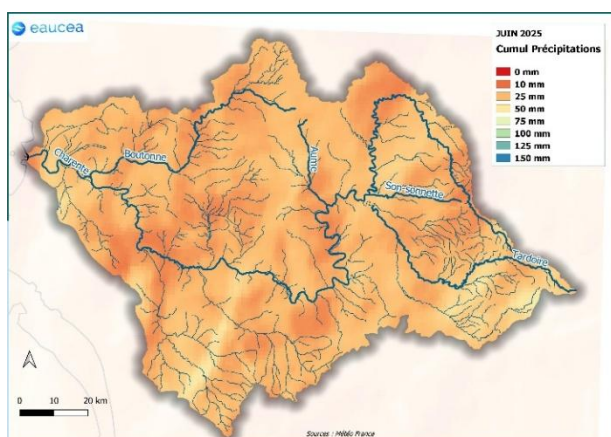 eaucea
JUIN 2025
Cumul Précipitations
0 mm
10 mm
25 mm
50 mm
75 mm
100 mm
125 mm
150 mm
Charente
Boutonne
Aume
Son-sonnette
Tardoire
0 10 20 km
Sources : Météo France